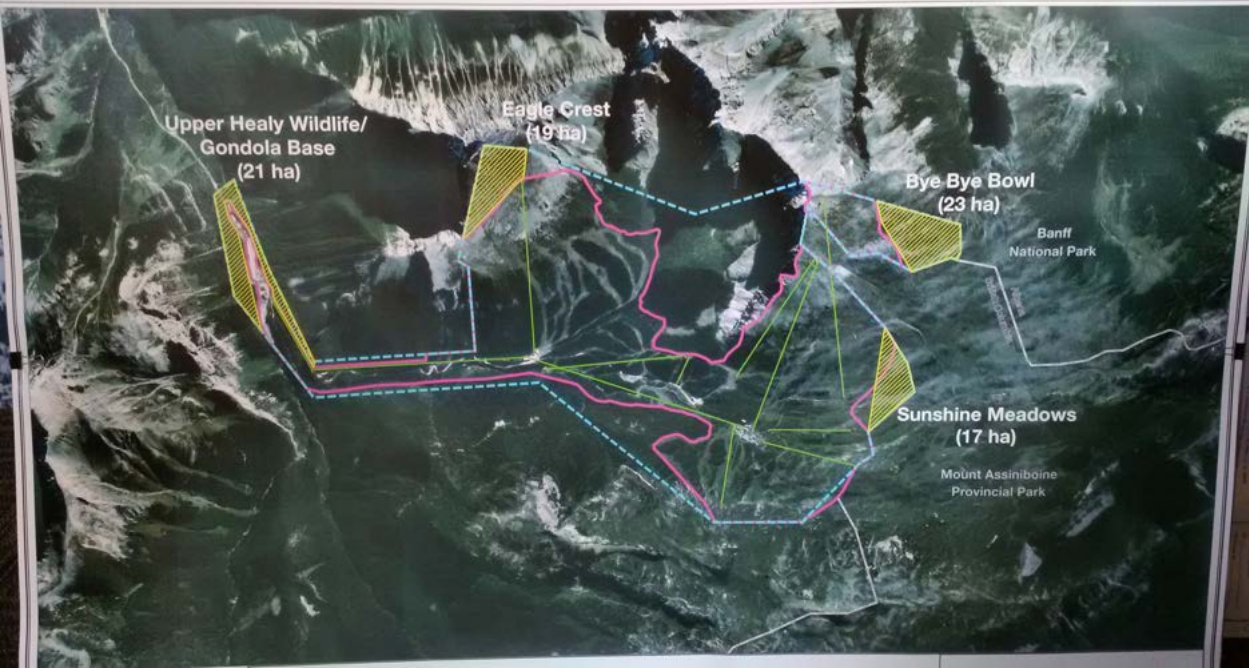 Eagle Crest
(19 ha)
Upper Healy Wildlife/
Gondola Base
(21 ha)
Bye Bye Bowl
(23 ha)
Banff
National Park
Sunshine Meadows
(17 ha)
Mount Assiniboine
Provincial Park